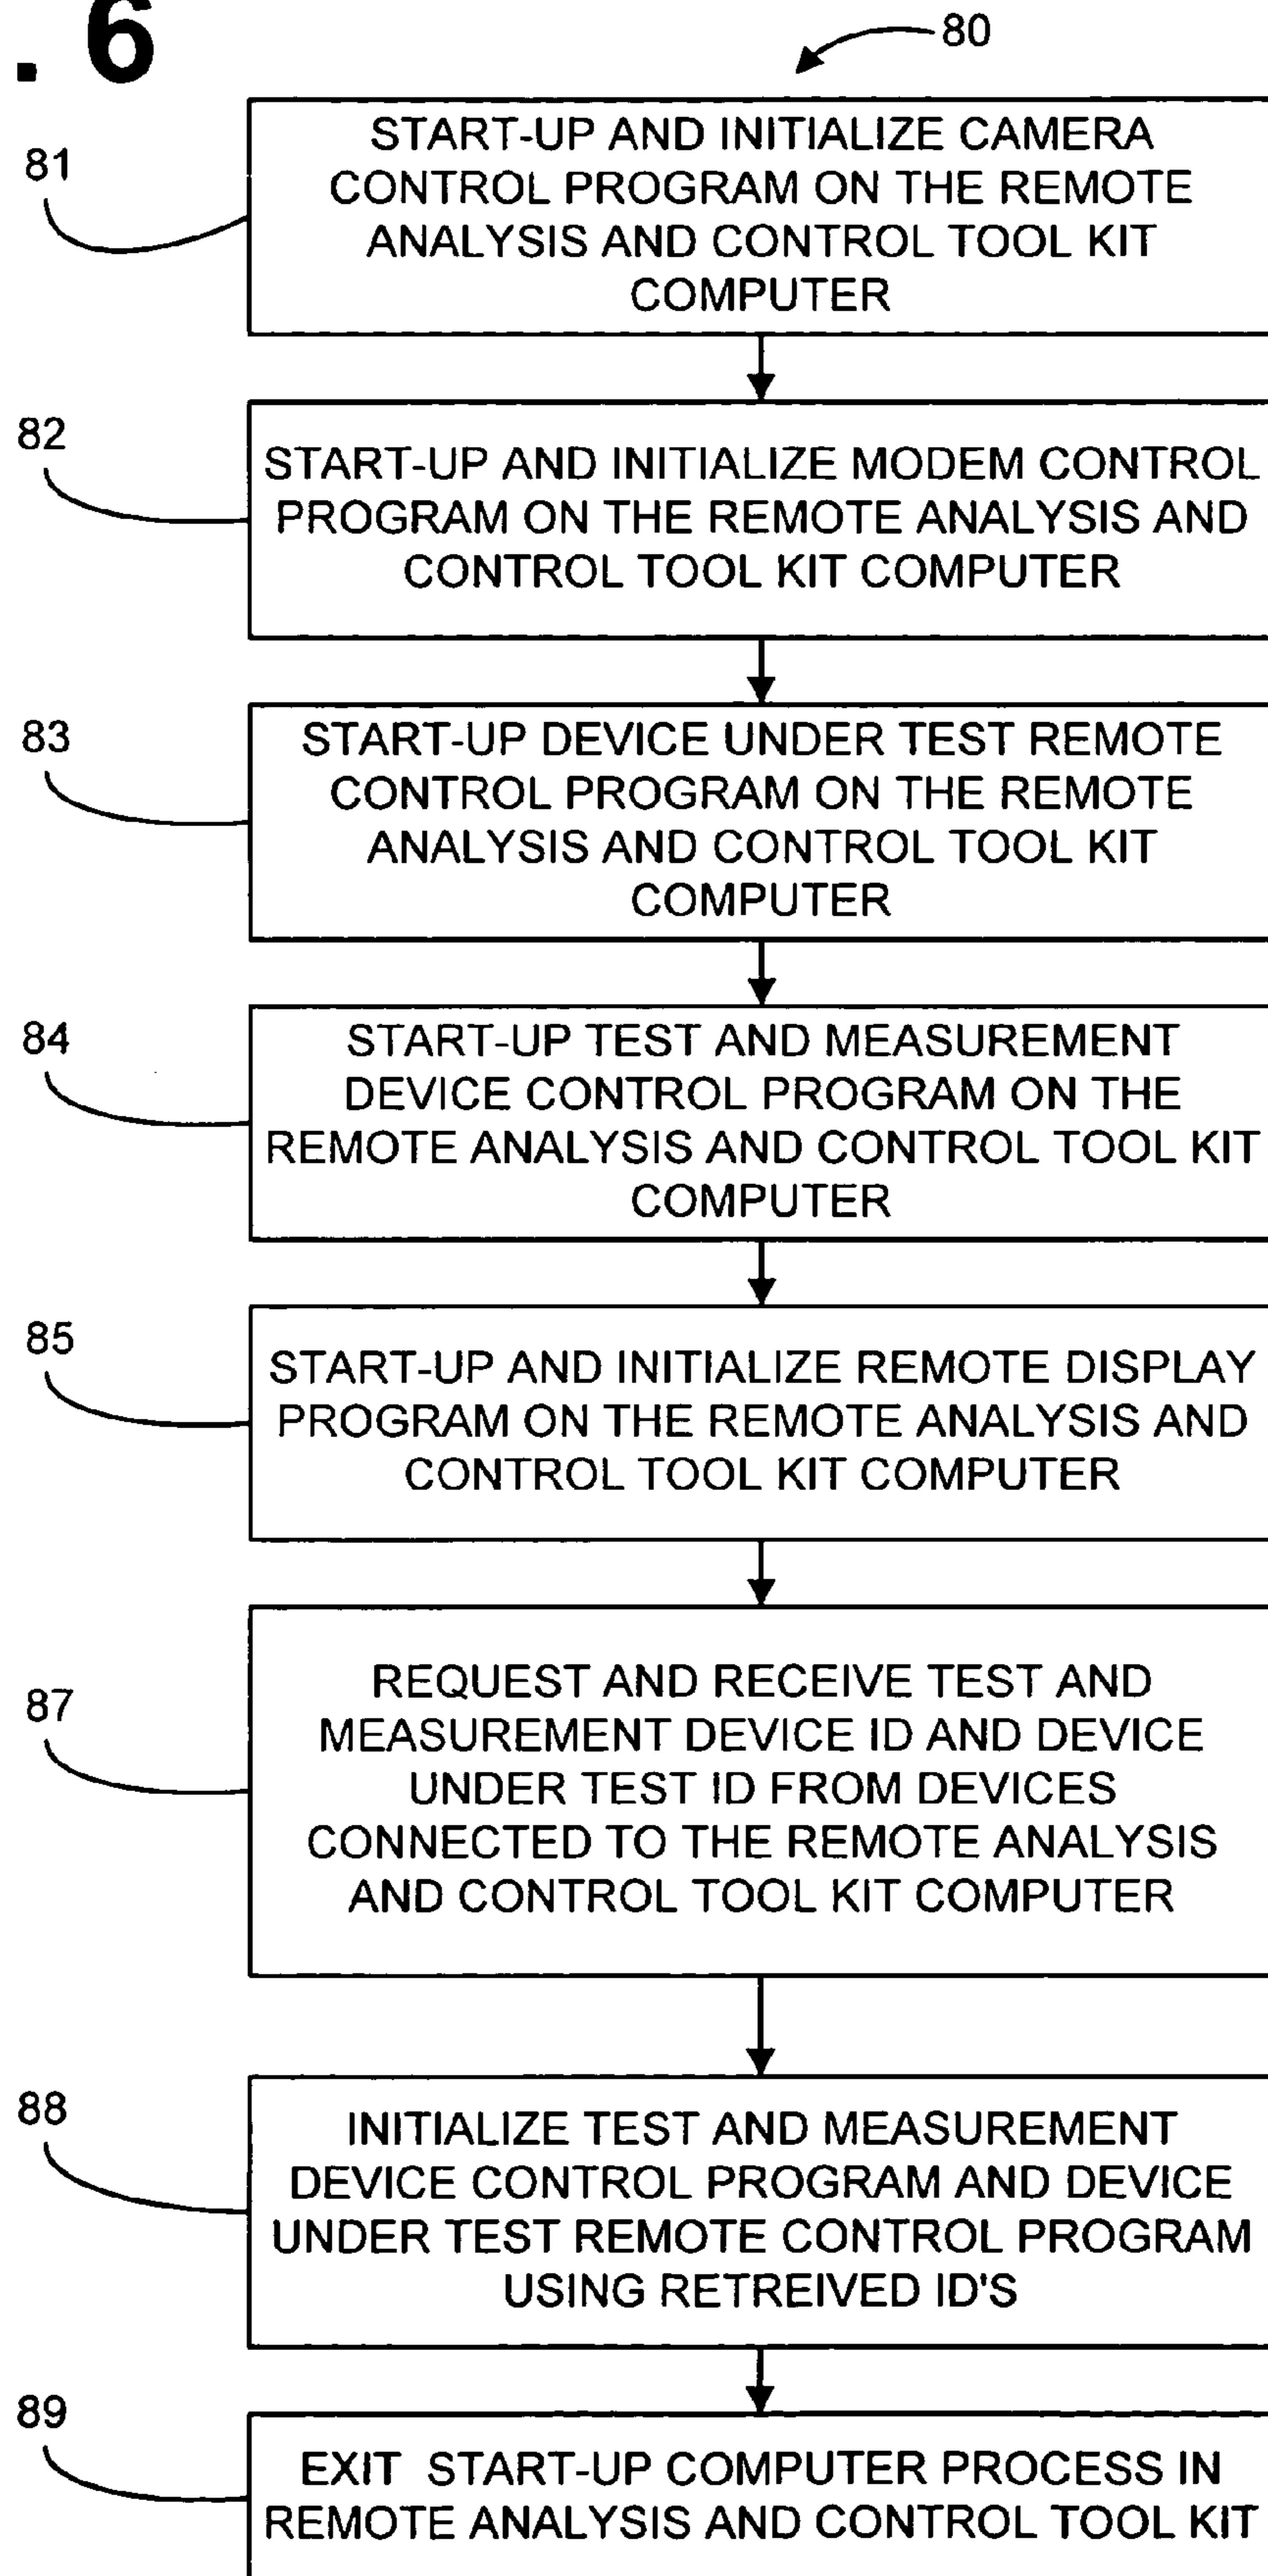 . 6
80
81
START-UP AND INITIALIZE CAMERA
CONTROL PROGRAM ON THE REMOTE
ANALYSIS AND CONTROL TOOL KIT
COMPUTER
82
START-UP AND INITIALIZE MODEM CONTROL
PROGRAM ON THE REMOTE ANALYSIS AND
CONTROL TOOL KIT COMPUTER
83
START-UP DEVICE UNDER TEST REMOTE
CONTROL PROGRAM ON THE REMOTE
ANALYSIS AND CONTROL TOOL KIT
COMPUTER
84
START-UP TEST AND MEASUREMENT
DEVICE CONTROL PROGRAM ON THE
REMOTE ANALYSIS AND CONTROL TOOL KIT
COMPUTER
85
START-UP AND INITIALIZE REMOTE DISPLAY
PROGRAM ON THE REMOTE ANALYSIS AND
CONTROL TOOL KIT COMPUTER
87
REQUEST AND RECEIVE TEST AND
MEASUREMENT DEVICE ID AND DEVICE
UNDER TEST ID FROM DEVICES
CONNECTED TO THE REMOTE ANALYSIS
AND CONTROL TOOL KIT COMPUTER
88
INITIALIZE TEST AND MEASUREMENT
DEVICE CONTROL PROGRAM AND DEVICE
UNDER TEST REMOTE CONTROL PROGRAM
USING RETREIVED ID'S
89
EXIT START-UP COMPUTER PROCESS IN
REMOTE ANALYSIS AND CONTROL TOOL KIT